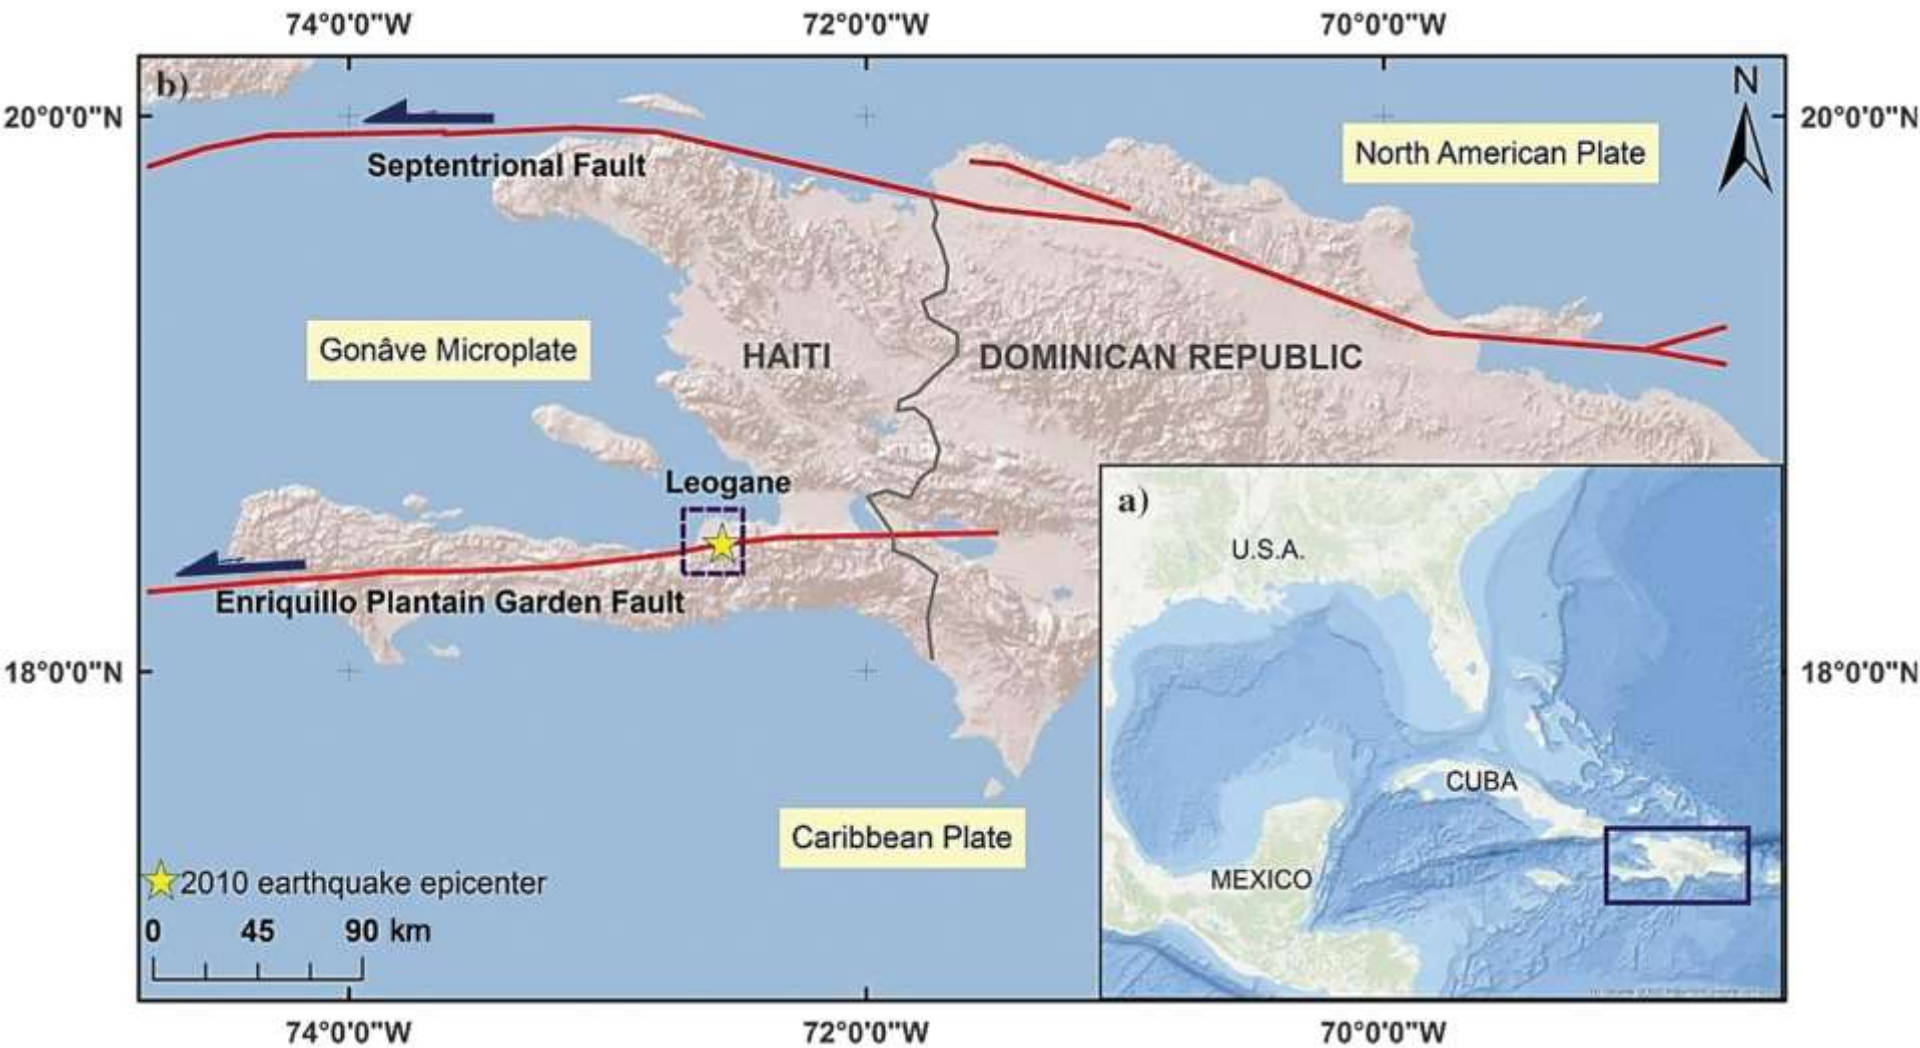 74°0'0"W
72°0'0"W
70°0'0"W
b)
N
20°0'0"N
20°0'0"N
North American Plate
Septentrional Fault
Gonâve Microplate
HAITI
DOMINICAN REPUBLIC
Leogane
a)
U.S.A.
Enriquillo Plantain Garden Fault
18°0'0"N
18°0'0"N
CUBA
Caribbean Plate
MEXICO
2010 earthquake epicenter
0 45 90 km
74°0'0"W
72°0'0"W
70°0'0"W